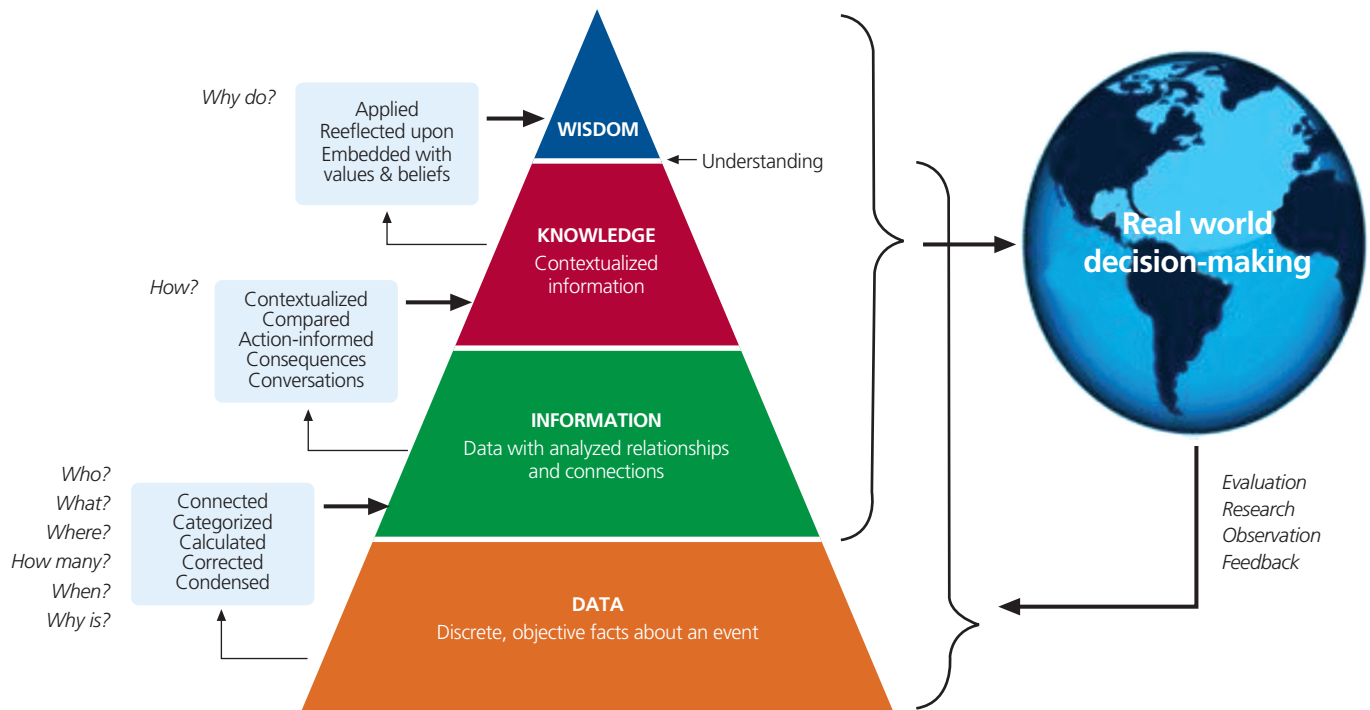 Why do?
Applied
Reeflected upon
Embedded with
values & beliefs
WISDOM
Understanding
KNOWLEDGE
Contextualized
information
How?
Contextualized
Compared
Action-informed
Consequences
Conversations
INFORMATION
Data with analyzed relationships
and connections
Who?
What?
Where?
How many?
When?
Why is?
Connected
Categorized
Calculated
Corrected
Condensed
DATA
Discrete, objective facts about an event
Real world
decision-making
Evaluation
Research
Observation
Feedback